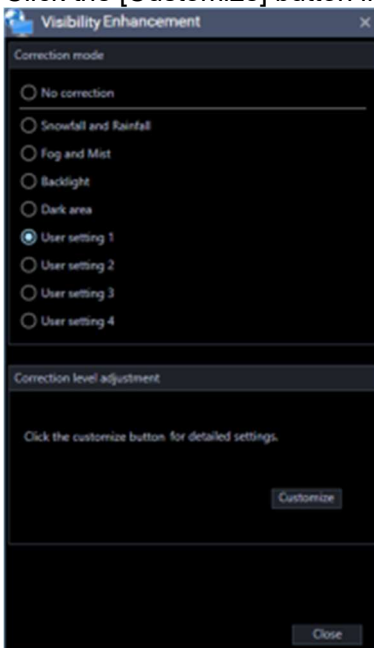 Visibility Enhancement
Correction mode
No correction
Snowfall and Rainfall
Fog and Mist
Backlight
Dark area
User setting 1
User setting 2
User setting 3
User setting 4
Correction level adjustment
Click the customize button for detailed settings.
Customize
Close